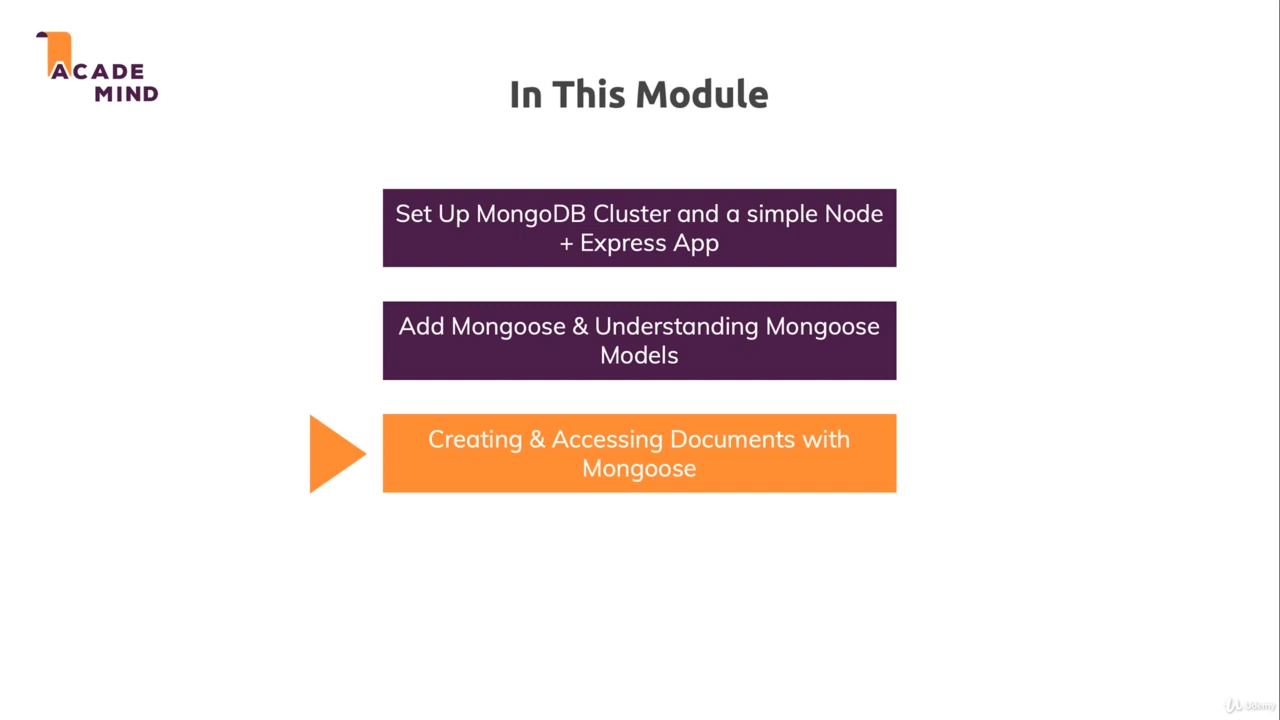 ACADE
MIND
In This Module
Set Up MongoDB Cluster and a simple Node
+ Express App
Add Mongoose & Understanding Mongoose
Models
Creating & Accessing Documents with
Mongoose
Udemy